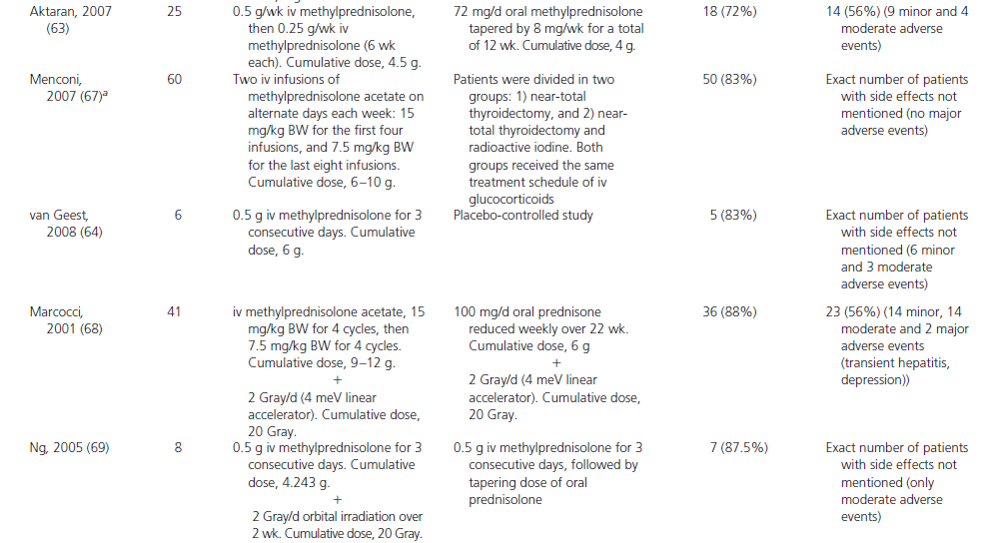 Aktaran, 2007
(63)
25
0.5 g/wk iv methylprednisolone,
then 0.25 g/wk iv
methylprednisolone (6 wk
each). Cumulative dose, 4.5 g.
72 mg/d oral methylprednisolone
tapered by 8 mg/wk for a total
of 12 wk. Cumulative dose, 4 g.
18 (72%)
14 (56%) (9 minor and 4
moderate adverse
events)
Menconi,
2007 (67)ᵃ
60
Two iv infusions of
methylprednisolone acetate on
alternate days each week: 15
mg/kg BW for the first four
infusions, and 7.5 mg/kg BW
for the last eight infusions.
Cumulative dose, 6–10 g.
Patients were divided in two
groups: 1) near-total
thyroidectomy, and 2) near-
total thyroidectomy and
radioactive iodine. Both
groups received the same
treatment schedule of iv
glucocorticoids
50 (83%)
Exact number of patients
with side effects not
mentioned (no major
adverse events)
van Geest,
2008 (64)
6
0.5 g iv methylprednisolone for 3
consecutive days. Cumulative
dose, 6 g.
Placebo-controlled study
5 (83%)
Exact number of patients
with side effects not
mentioned (6 minor
and 3 moderate
adverse events)
Marcocci,
2001 (68)
41
iv methylprednisolone acetate, 15
mg/kg BW for 4 cycles, then
7.5 mg/kg BW for 4 cycles.
Cumulative dose, 9–12 g.
+
2 Gray/d (4 meV linear
accelerator). Cumulative dose,
20 Gray.
100 mg/d oral prednisone
reduced weekly over 22 wk.
Cumulative dose, 6 g
+
2 Gray/d (4 meV linear
accelerator). Cumulative dose,
20 Gray.
36 (88%)
23 (56%) (14 minor, 14
moderate and 2 major
adverse events
(transient hepatitis,
depression))
Ng, 2005 (69)
8
0.5 g iv methylprednisolone for 3
consecutive days. Cumulative
dose, 4.243 g.
+
2 Gray/d orbital irradiation over
2 wk. Cumulative dose, 20 Gray.
0.5 g iv methylprednisolone for 3
consecutive days, followed by
tapering dose of oral
prednisolone
7 (87.5%)
Exact number of patients
with side effects not
mentioned (only
moderate adverse
events)